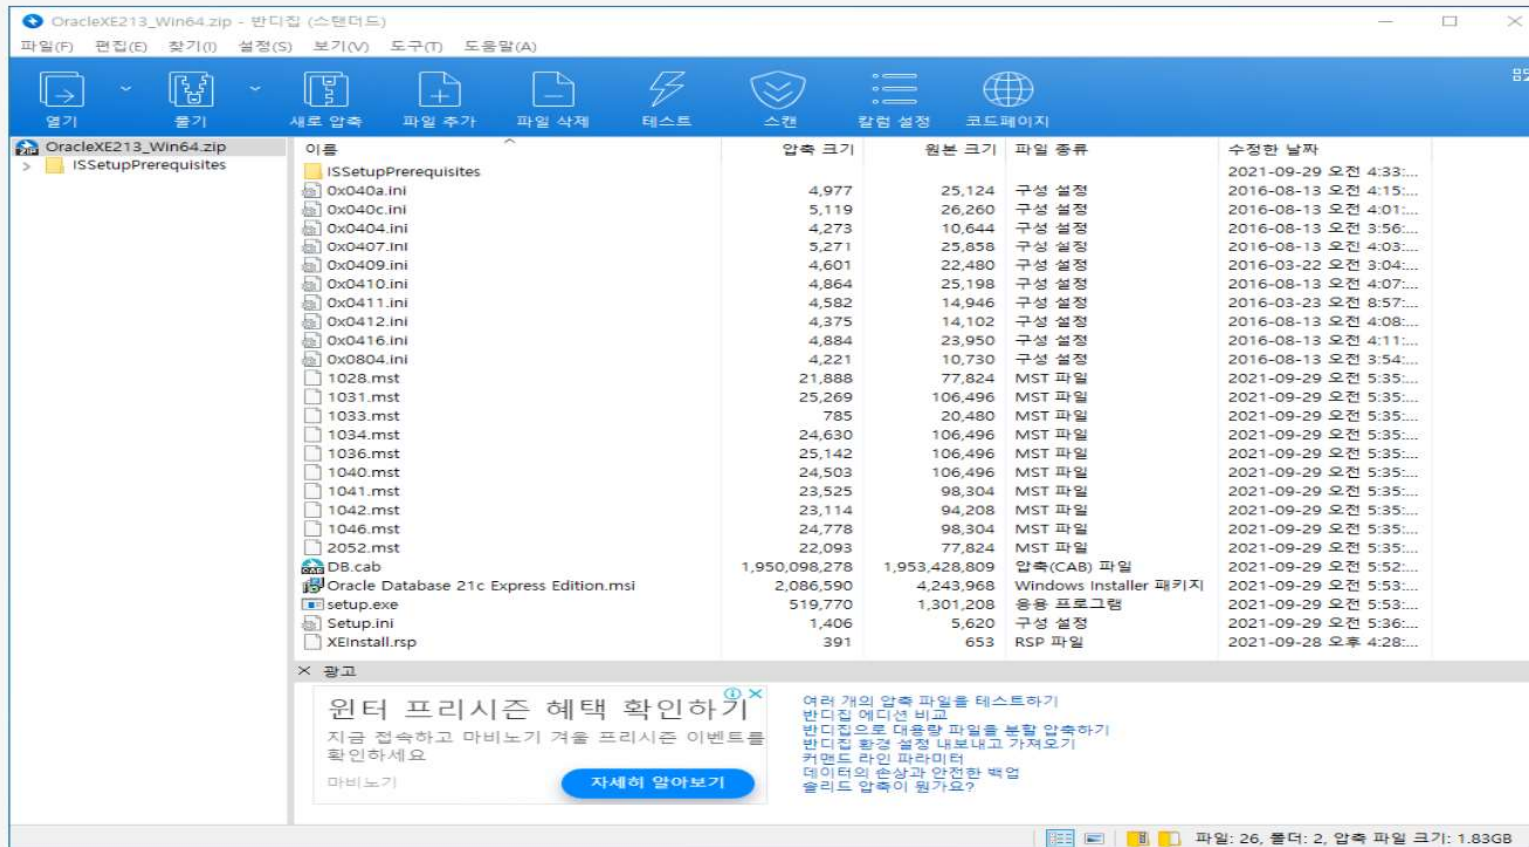 OracleXE213_Win64.zip - 반디집 (스탠더드)
파일(F) 편집(E) 찾기(I) 설정(S) 보기(V) 도구(T) 도움말(A)
열기 풀기 새로 압축 파일 추가 파일 삭제 테스트 스캔 칼럼 설정 코드페이지
OracleXE213_Win64.zip
ISSetupPrerequisites
이름 압축 크기 원본 크기 파일 종류 수정한 날짜
ISSetupPrerequisites 2021-09-29 오전 4:33:...
0x040a.ini 4,977 25,124 구성 설정 2016-08-13 오전 4:15:...
0x040c.ini 5,119 26,260 구성 설정 2016-08-13 오전 4:01:...
0x0404.ini 4,273 10,644 구성 설정 2016-08-13 오전 3:56:...
0x0407.ini 5,271 25,858 구성 설정 2016-08-13 오전 4:03:...
0x0409.ini 4,601 22,480 구성 설정 2016-03-22 오전 3:04:...
0x0410.ini 4,864 25,198 구성 설정 2016-08-13 오전 4:07:...
0x0411.ini 4,582 14,946 구성 설정 2016-03-23 오전 8:57:...
0x0412.ini 4,375 14,102 구성 설정 2016-08-13 오전 4:08:...
0x0416.ini 4,884 23,950 구성 설정 2016-08-13 오전 4:11:...
0x0804.ini 4,221 10,730 구성 설정 2016-08-13 오전 3:54:...
1028.mst 21,888 77,824 MST 파일 2021-09-29 오전 5:35:...
1031.mst 25,269 106,496 MST 파일 2021-09-29 오전 5:35:...
1033.mst 785 20,480 MST 파일 2021-09-29 오전 5:35:...
1034.mst 24,630 106,496 MST 파일 2021-09-29 오전 5:35:...
1036.mst 25,142 106,496 MST 파일 2021-09-29 오전 5:35:...
1040.mst 24,503 106,496 MST 파일 2021-09-29 오전 5:35:...
1041.mst 23,525 98,304 MST 파일 2021-09-29 오전 5:35:...
1042.mst 23,114 94,208 MST 파일 2021-09-29 오전 5:35:...
1046.mst 24,778 98,304 MST 파일 2021-09-29 오전 5:35:...
2052.mst 22,093 77,824 MST 파일 2021-09-29 오전 5:35:...
DB.cab 1,950,098,278 1,953,428,809 압축(CAB) 파일 2021-09-29 오전 5:52:...
Oracle Database 21c Express Edition.msi 2,086,590 4,243,968 Windows Installer 패키지 2021-09-29 오전 5:53:...
setup.exe 519,770 1,301,208 응용 프로그램 2021-09-29 오전 5:53:...
Setup.ini 1,406 5,620 구성 설정 2021-09-29 오전 5:36:...
XEInstall.rsp 391 653 RSP 파일 2021-09-28 오후 4:28:...
광고
윈터 프리시즌 혜택 확인하기
지금 접속하고 마비노기 겨울 프리시즌 이벤트를
확인하세요
마비노기 자세히 알아보기
여러 개의 압축 파일을 테스트하기
반디집 에디션 비교
반디집으로 대용량 파일을 분할 압축하기
반디집 환경 설정 내보내고 가져오기
커맨드 라인 파라미터
데이터의 손상과 안전한 백업
솔리드 압축이 뭔가요?
파일: 26, 폴더: 2, 압축 파일 크기: 1.83GB